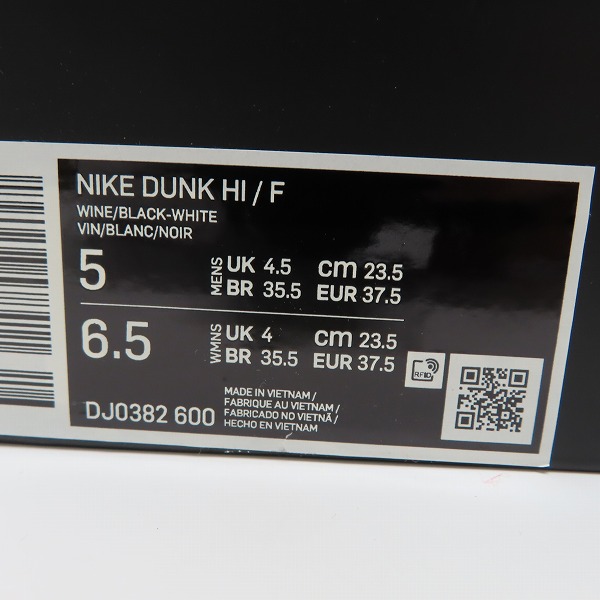 NIKE DUNK HI / F
WINE/BLACK-WHITE
VIN/BLANC/NOIR
5 MENS UK 4.5 cm 23.5
BR 35.5 EUR 37.5
6.5 WMNS UK 4 cm 23.5
BR 35.5 EUR 37.5
RFID
DJ0382 600
MADE IN VIETNAM /
FABRIQUE AU VIETNAM /
FABRICADO NO VIETNÃ /
HECHO EN VIETNAM